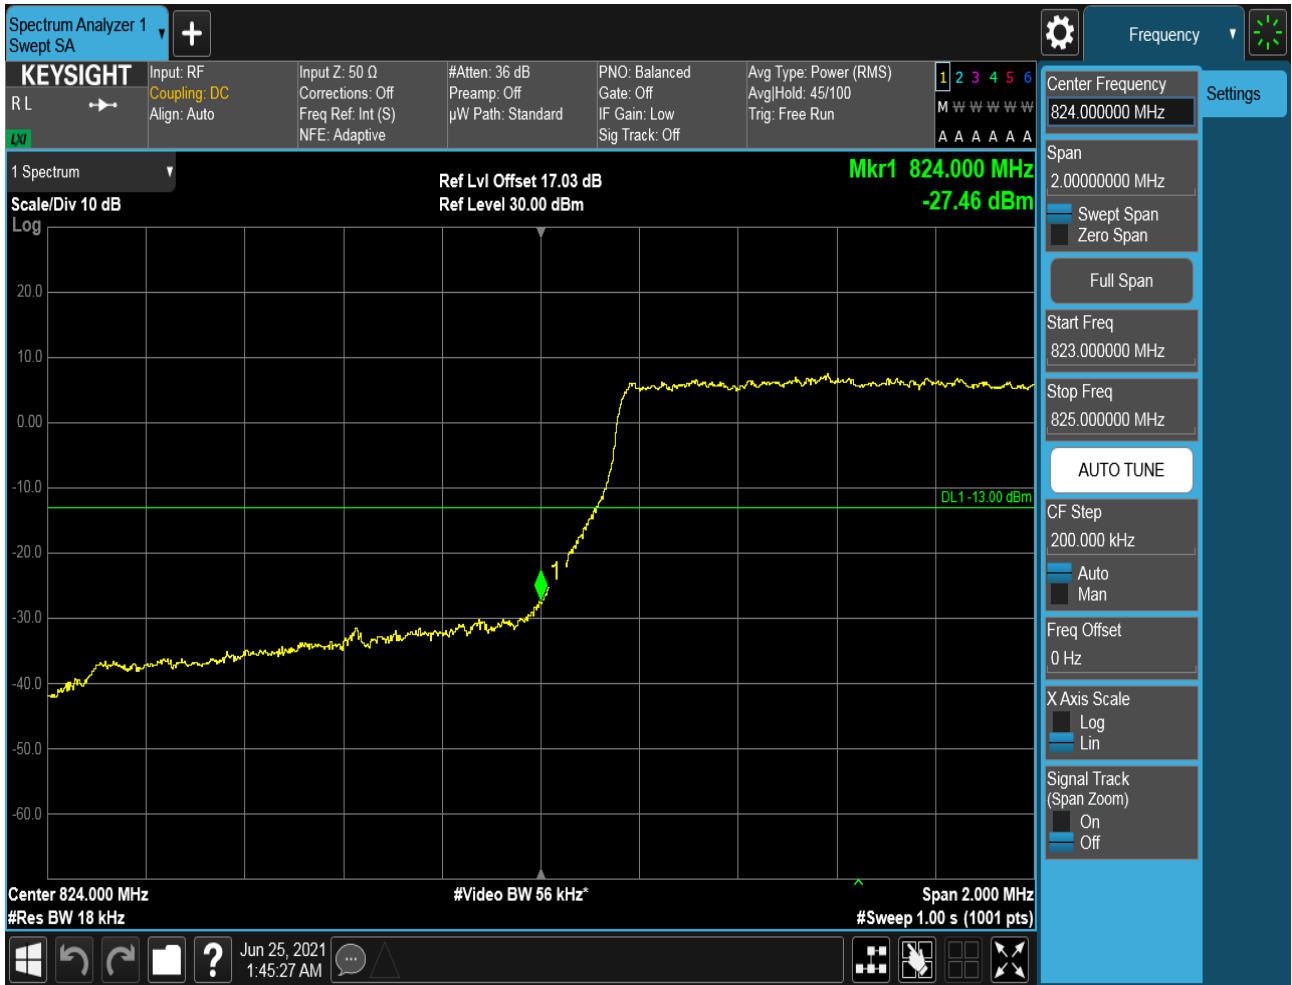 Spectrum Analyzer 1
Swept SA
Frequency
KEYSIGHT
R L
LXI
Input: RF
Coupling: DC
Align: Auto
Input Z: 50 Ω
Corrections: Off
Freq Ref: Int (S)
NFE: Adaptive
#Atten: 36 dB
Preamp: Off
µW Path: Standard
PNO: Balanced
Gate: Off
IF Gain: Low
Sig Track: Off
Avg Type: Power (RMS)
Avg|Hold: 45/100
Trig: Free Run
1 2 3 4 5 6
M W W W W W
A A A A A A
1 Spectrum
Scale/Div 10 dB
Log
Ref Lvl Offset 17.03 dB
Ref Level 30.00 dBm
Mkr1 824.000 MHz
-27.46 dBm
20.0
10.0
0.00
-10.0
DL1 -13.00 dBm
-20.0
1
-30.0
-40.0
-50.0
-60.0
Center 824.000 MHz
#Video BW 56 kHz*
Span 2.000 MHz
#Res BW 18 kHz
#Sweep 1.00 s (1001 pts)
Jun 25, 2021
1:45:27 AM
Center Frequency
824.000000 MHz
Settings
Span
2.00000000 MHz
Swept Span
Zero Span
Full Span
Start Freq
823.000000 MHz
Stop Freq
825.000000 MHz
AUTO TUNE
CF Step
200.000 kHz
Auto
Man
Freq Offset
0 Hz
X Axis Scale
Log
Lin
Signal Track
(Span Zoom)
On
Off